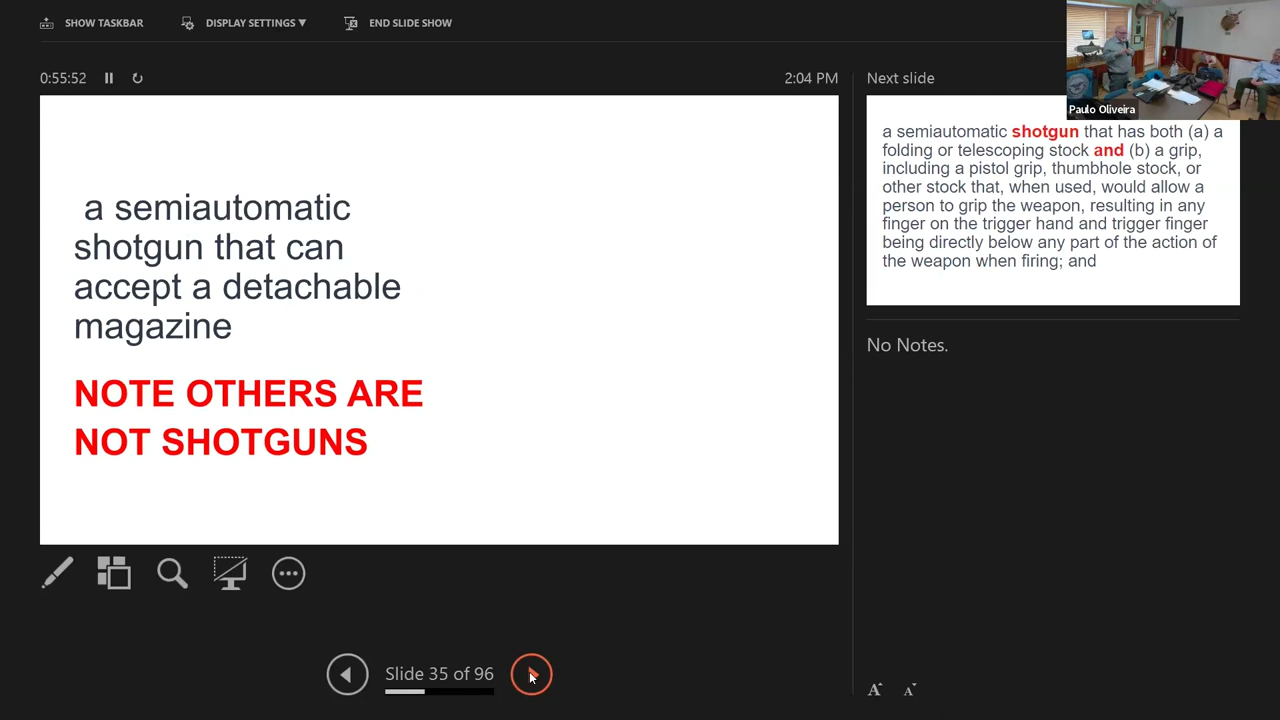 SHOW TASKBAR
DISPLAY SETTINGS ▼
END SLIDE SHOW
0:55:52
2:04 PM
a semiautomatic
shotgun that can
accept a detachable
magazine
NOTE OTHERS ARE
NOT SHOTGUNS
Slide 35 of 96
Next slide
Paulo Oliveira
a semiautomatic shotgun that has both (a) a
folding or telescoping stock and (b) a grip,
including a pistol grip, thumbhole stock, or
other stock that, when used, would allow a
person to grip the weapon, resulting in any
finger on the trigger hand and trigger finger
being directly below any part of the action of
the weapon when firing; and
No Notes.
A A